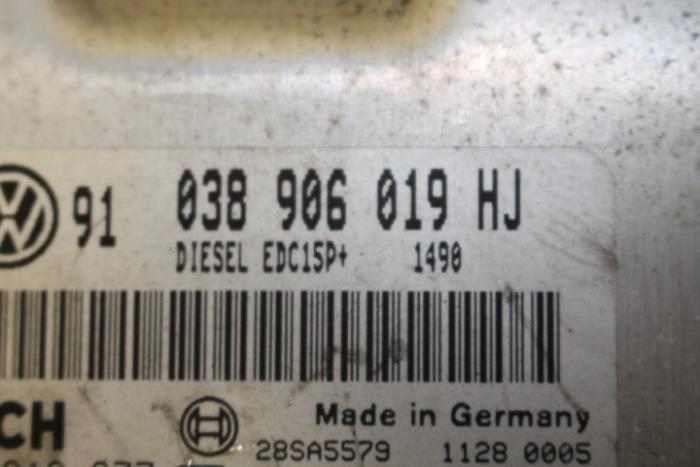 91 038 906 019 HJ
DIESEL EDC15P+ 1490
CH Made in Germany
28SA5579 1128 0005